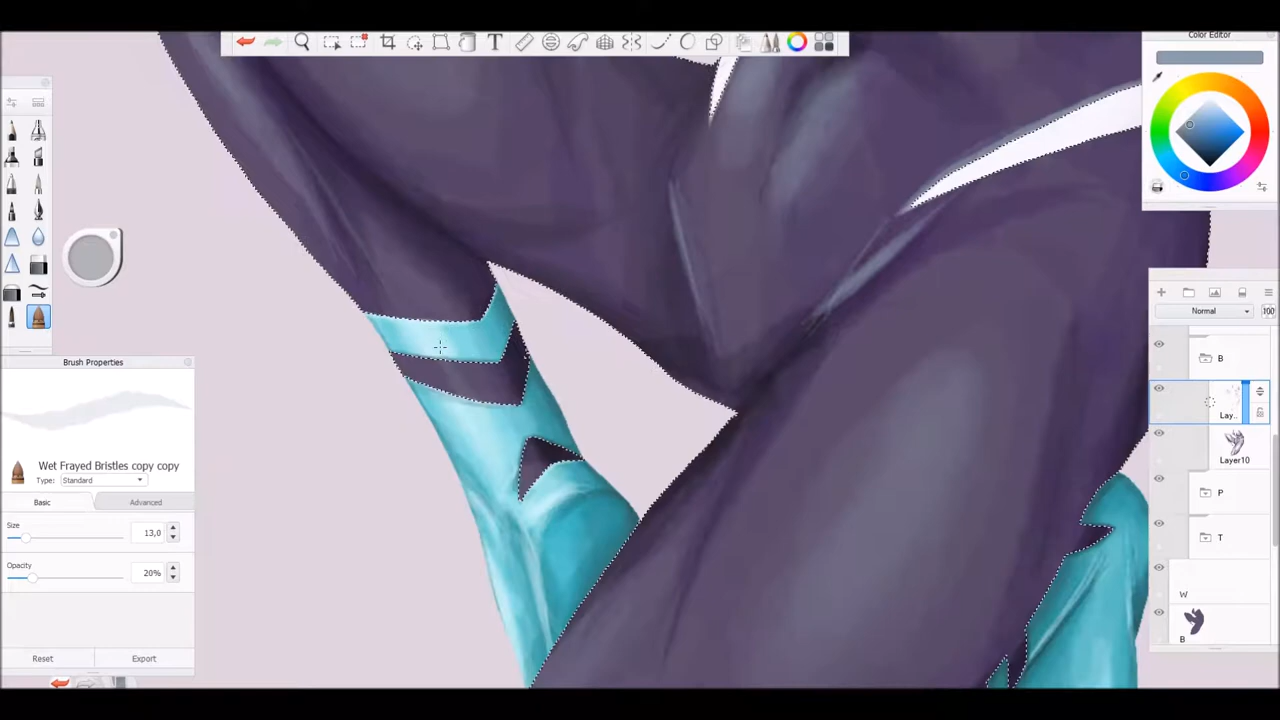 T
Color Editor
Brush Properties
Wet Frayed Bristles copy copy
Type: Standard
Basic
Advanced
Size
13,0
Opacity
20%
Reset
Export
Normal
100
B
Lay..
Layer10
P
T
W
B